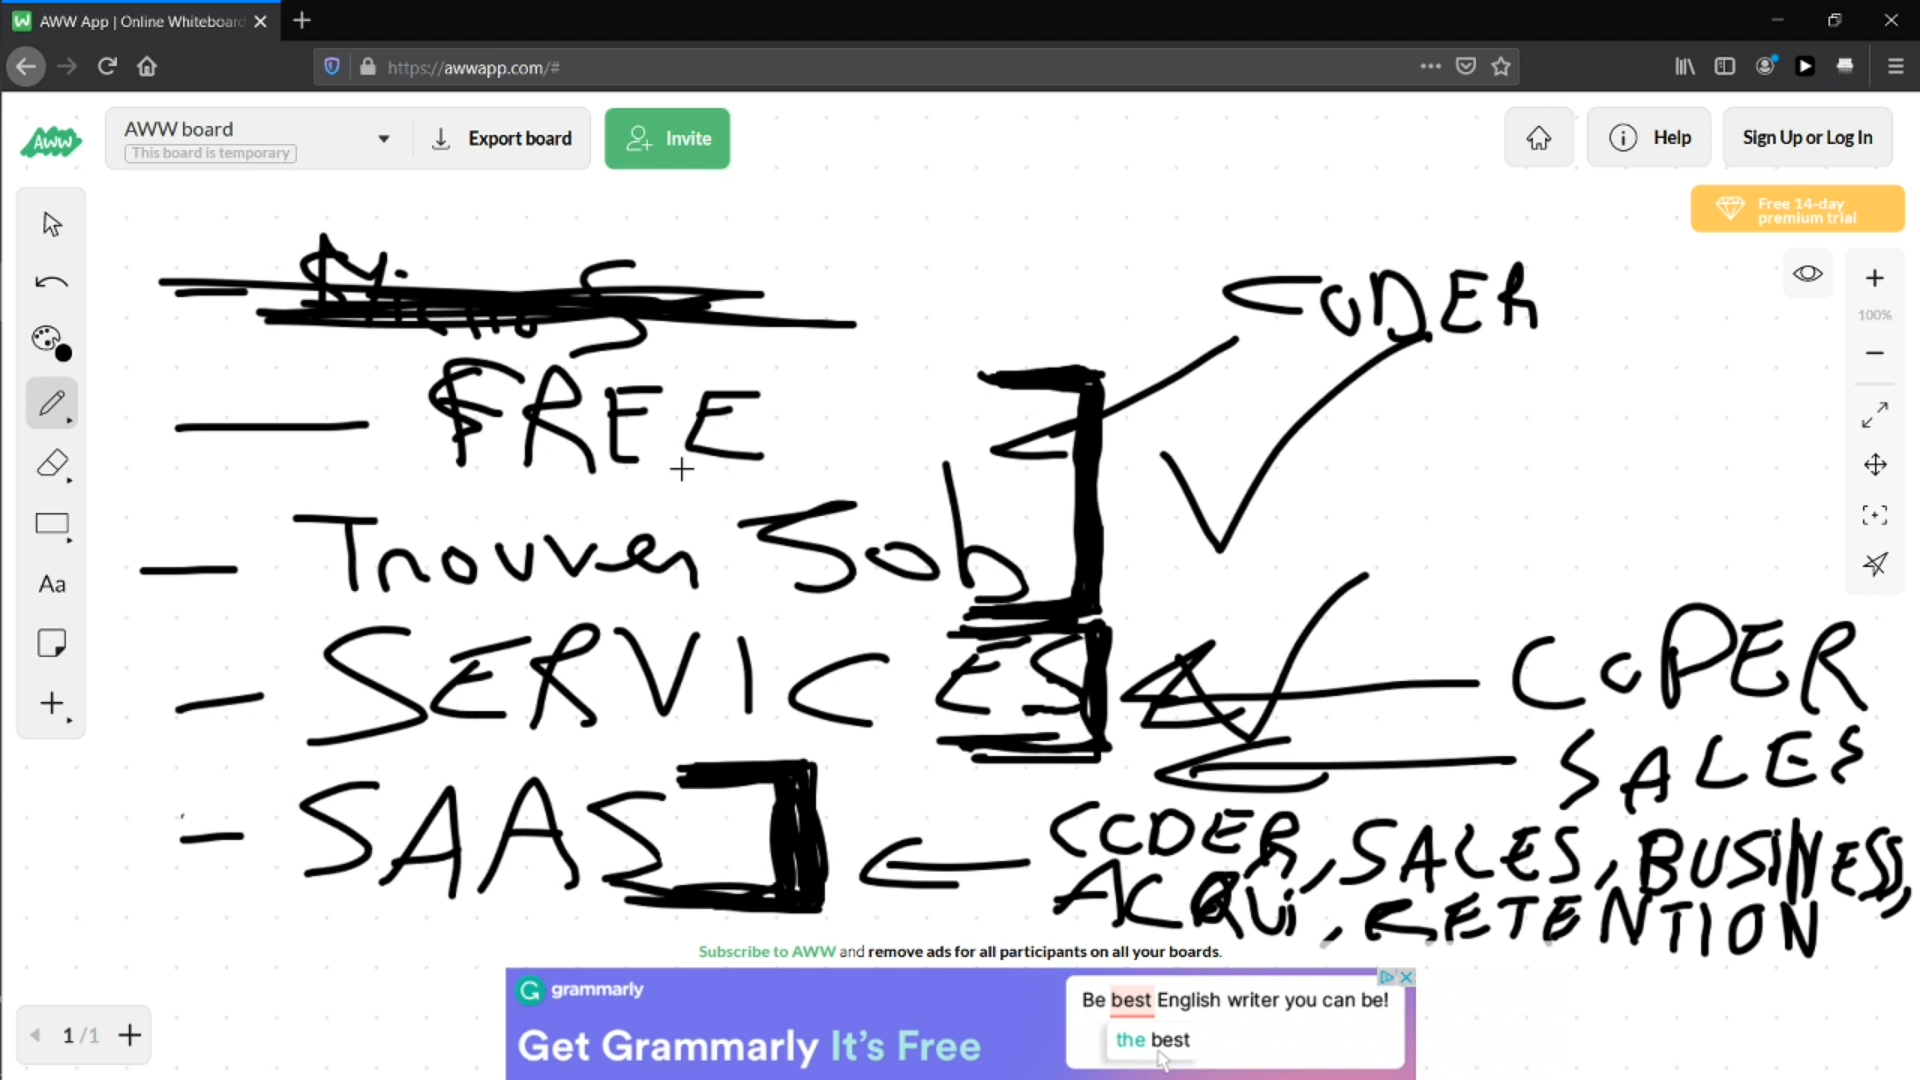 AWW App | Online Whiteboard
https://awwapp.com/#
AWW
AWW board
This board is temporary
Export board
Invite
Help
Sign Up or Log In
Free 14-day
premium trial
100%
Aa
CODER
FREE
Trouver Job
SERVICES
COPER
SALES
SAAS
CODER, SALES, BUSINESS,
ACQUI, RETENTION
Subscribe to AWW and remove ads for all participants on all your boards.
grammarly
Get Grammarly It's Free
Be best English writer you can be!
the best
1/1